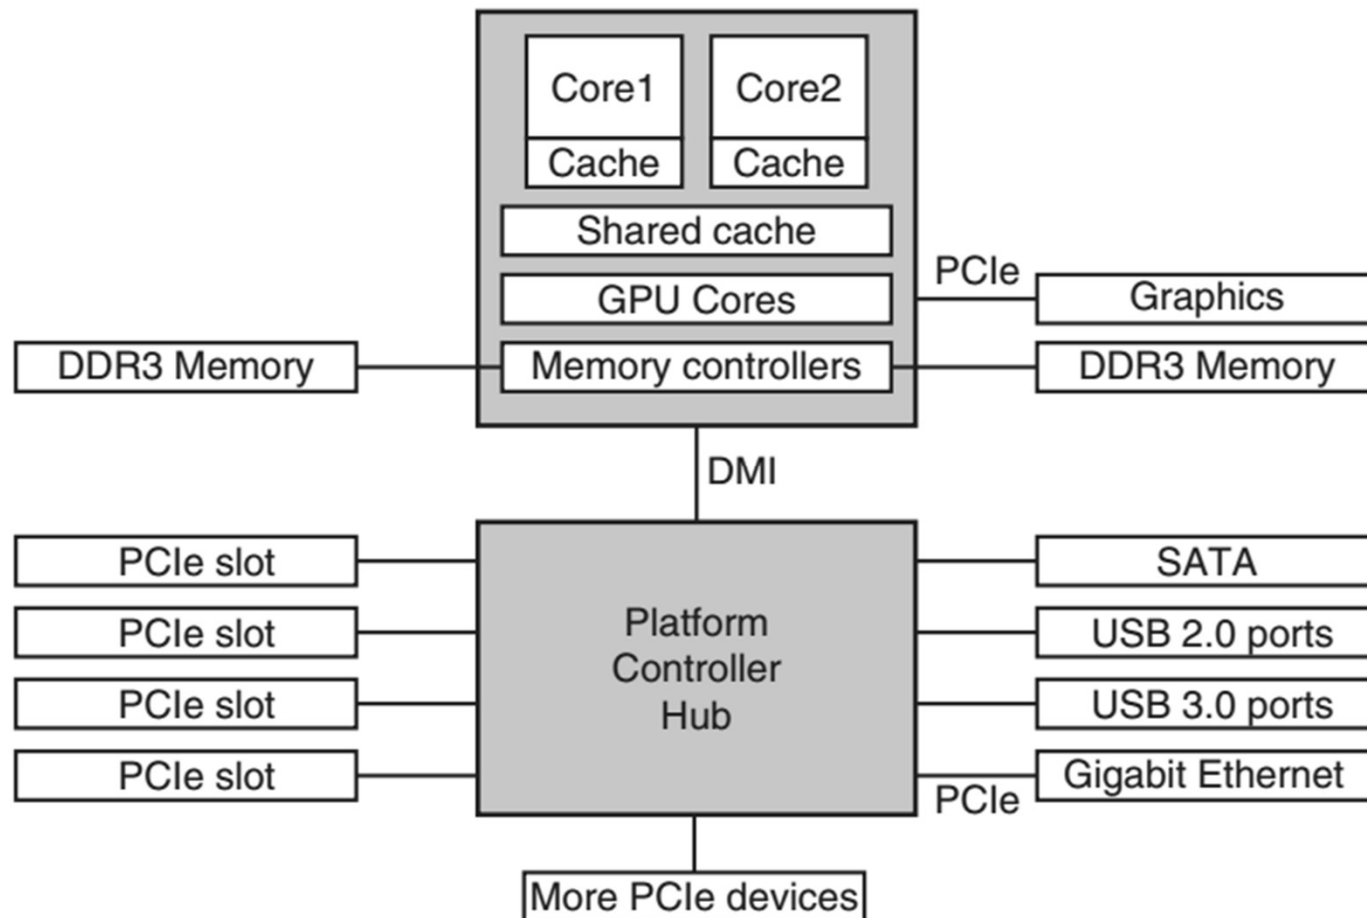 Core1
Core2
Cache
Cache
Shared cache
PCIe
GPU Cores
Graphics
DDR3 Memory
Memory controllers
DDR3 Memory
DMI
PCIe slot
SATA
PCIe slot
Platform
Controller
Hub
USB 2.0 ports
PCIe slot
USB 3.0 ports
PCIe slot
Gigabit Ethernet
PCIe
More PCIe devices